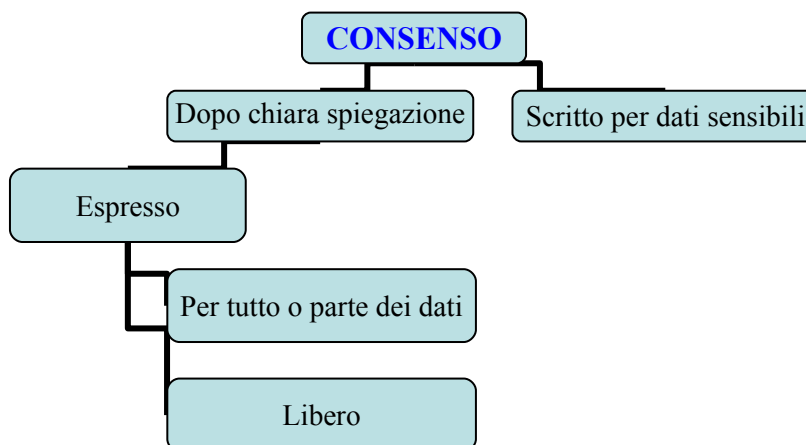 CONSENSO
Dopo chiara spiegazione
Scritto per dati sensibili
Espresso
Per tutto o parte dei dati
Libero